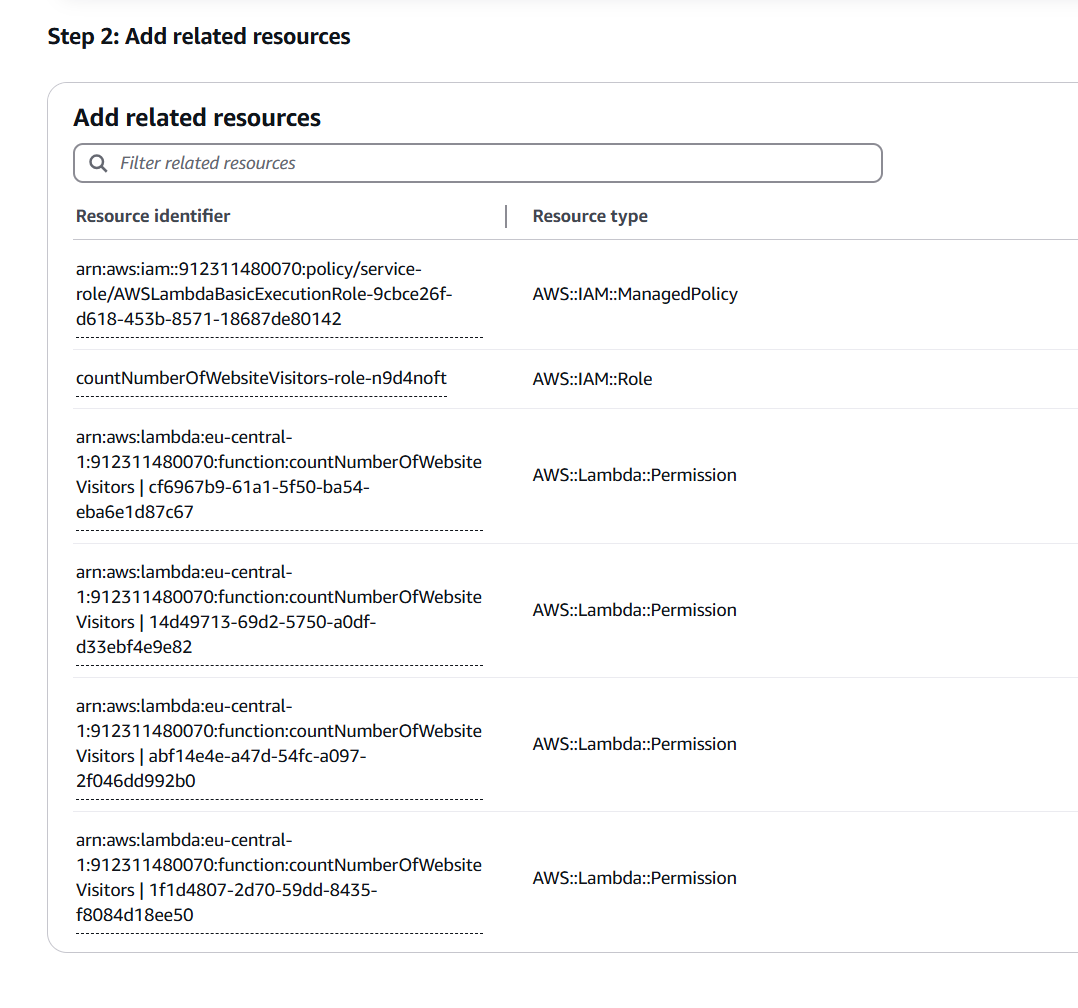 Step 2: Add related resources
Add related resources
Filter related resources
Resource identifier
Resource type
arn:aws:iam::912311480070:policy/service-
role/AWSLambdaBasicExecutionRole-9cbce26f-
d618-453b-8571-18687de80142
AWS::IAM::ManagedPolicy
countNumberOfWebsiteVisitors-role-n9d4noft
AWS::IAM::Role
arn:aws:lambda:eu-central-
1:912311480070:function:countNumberOfWebsite
Visitors | cf6967b9-61a1-5f50-ba54-
eba6e1d87c67
AWS::Lambda::Permission
arn:aws:lambda:eu-central-
1:912311480070:function:countNumberOfWebsite
Visitors | 14d49713-69d2-5750-a0df-
d33ebf4e9e82
AWS::Lambda::Permission
arn:aws:lambda:eu-central-
1:912311480070:function:countNumberOfWebsite
Visitors | abf14e4e-a47d-54fc-a097-
2f046dd992b0
AWS::Lambda::Permission
arn:aws:lambda:eu-central-
1:912311480070:function:countNumberOfWebsite
Visitors | 1f1d4807-2d70-59dd-8435-
f8084d18ee50
AWS::Lambda::Permission